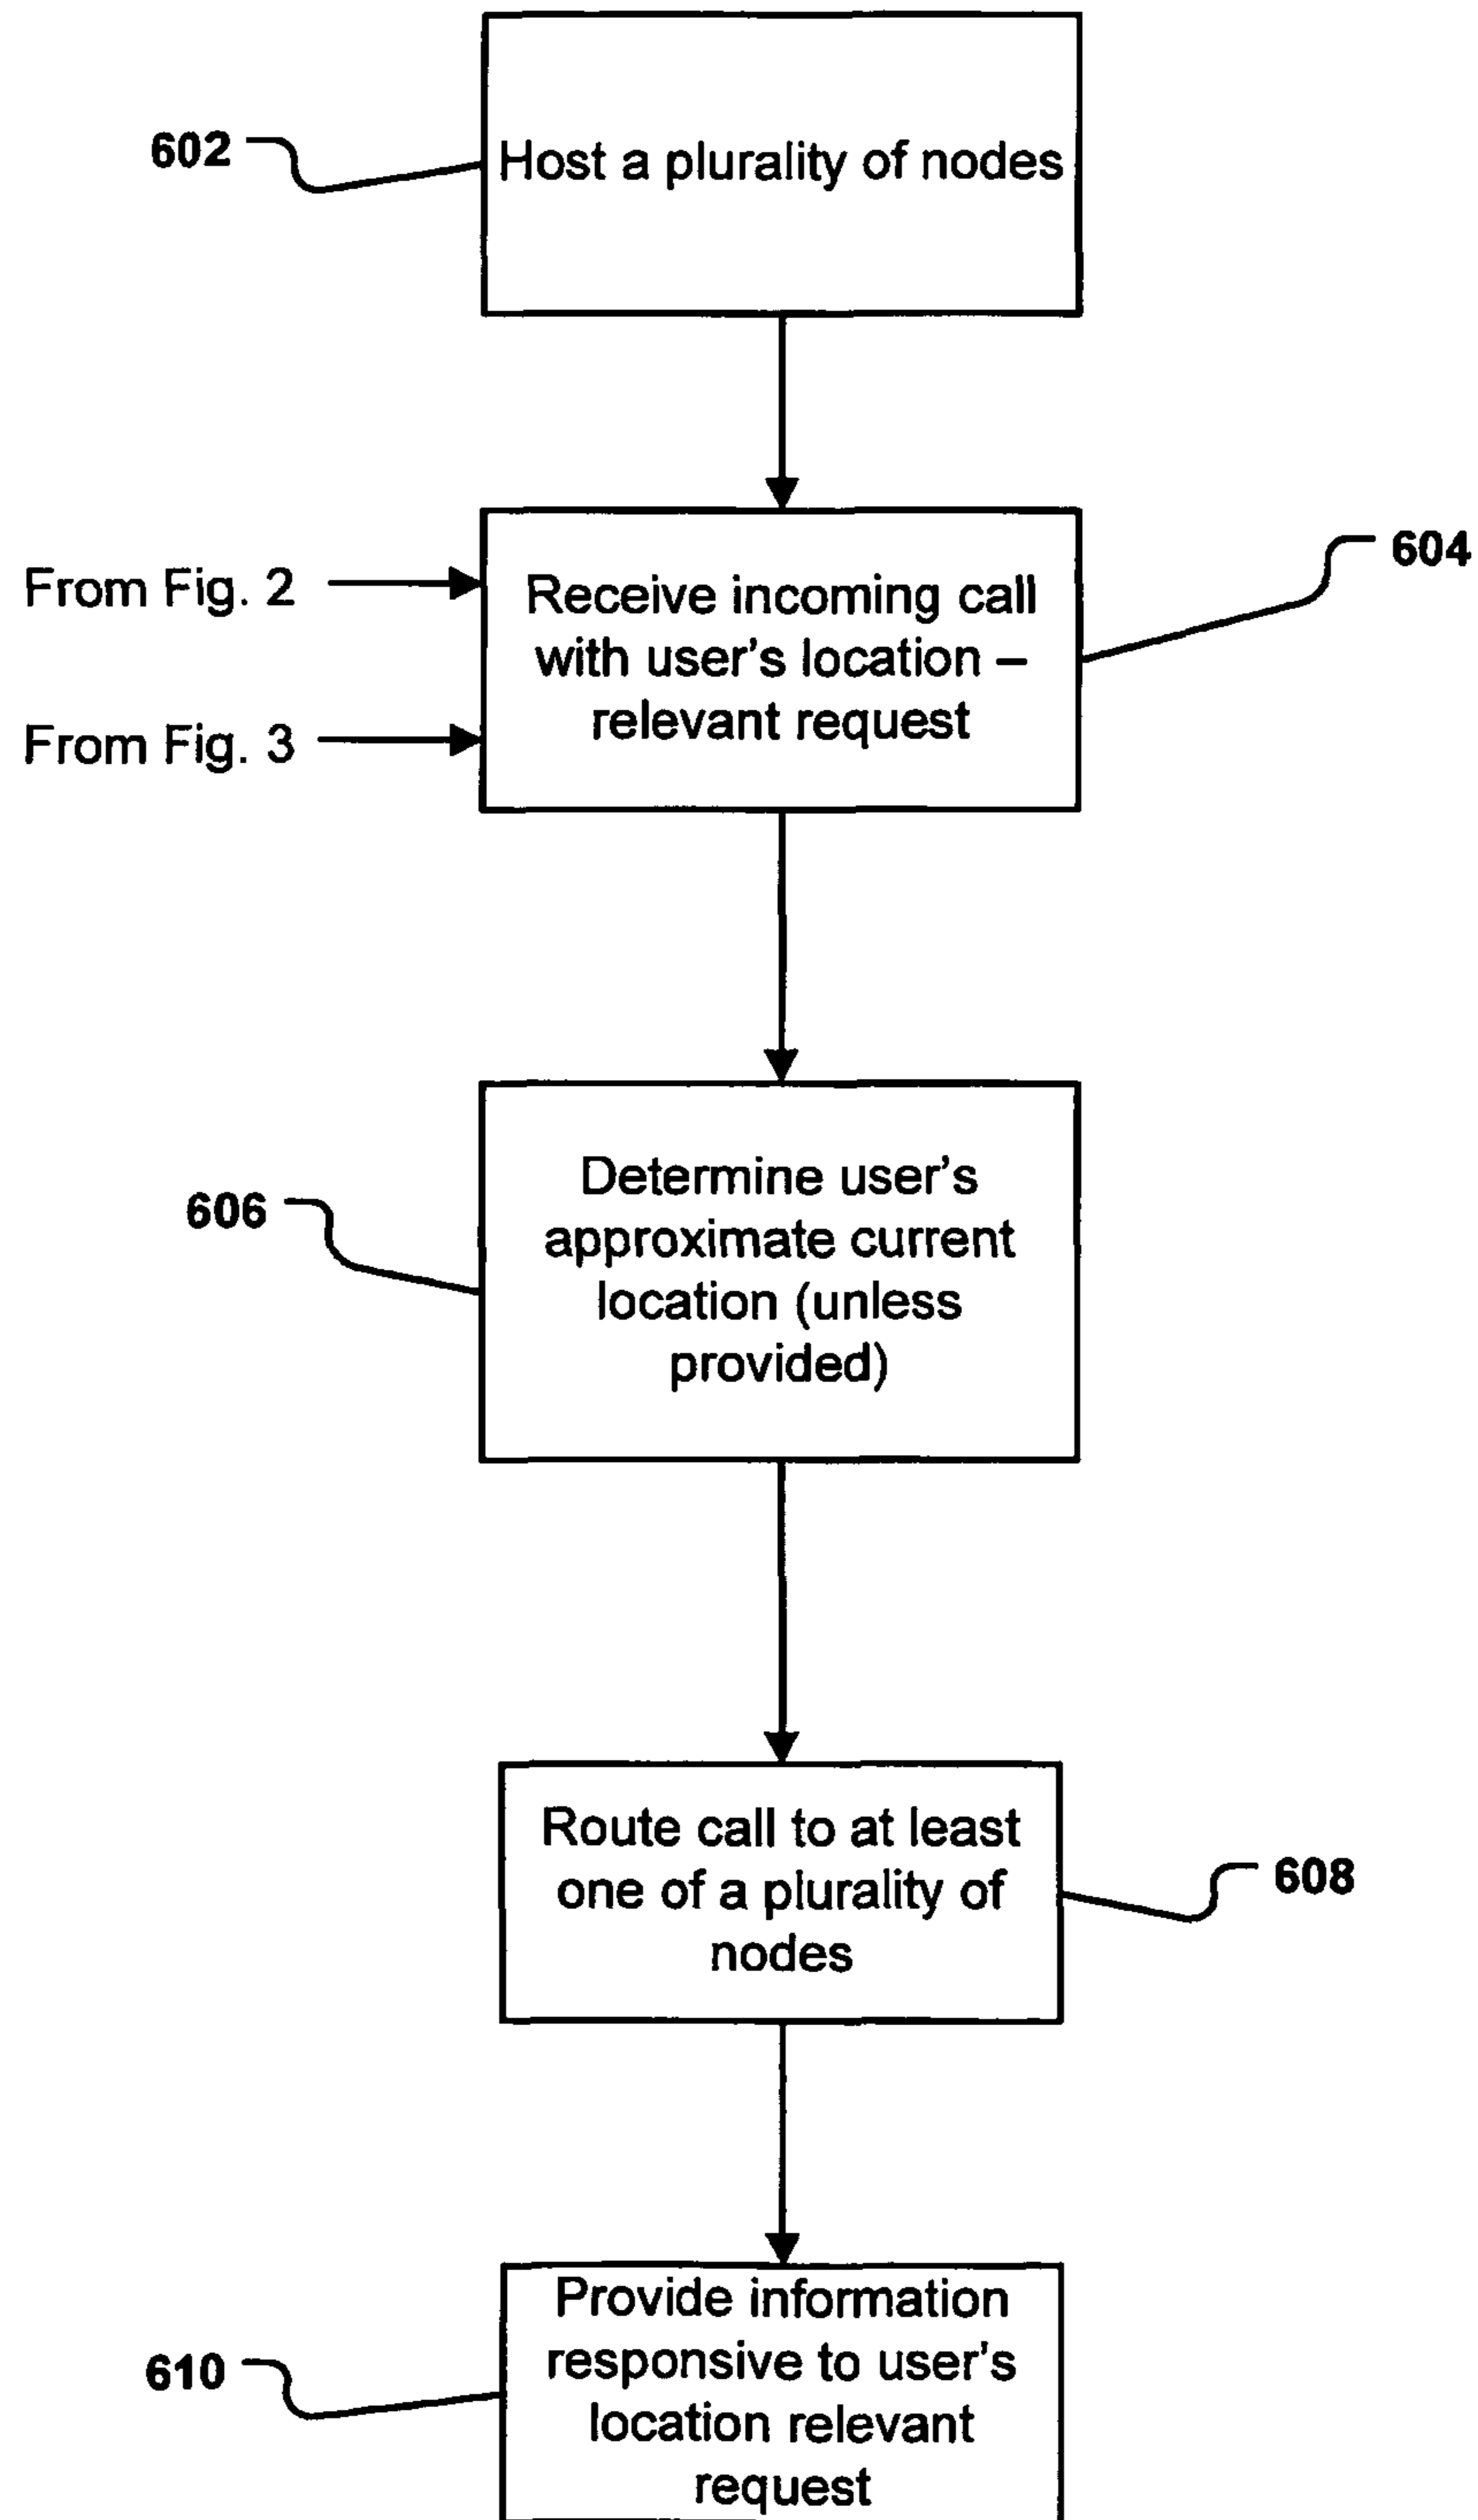 602
Host a plurality of nodes
From Fig. 2
From Fig. 3
Receive incoming call
with user's location –
relevant request
604
606
Determine user's
approximate current
location (unless
provided)
Route call to at least
one of a plurality of
nodes
608
610
Provide information
responsive to user's
location relevant
request